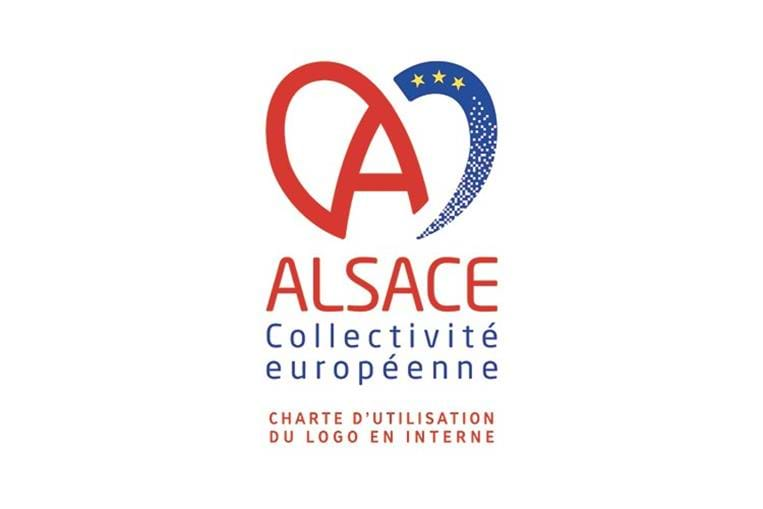 A
ALSACE
Collectivité
européenne
CHARTE D'UTILISATION
DU LOGO EN INTERNE